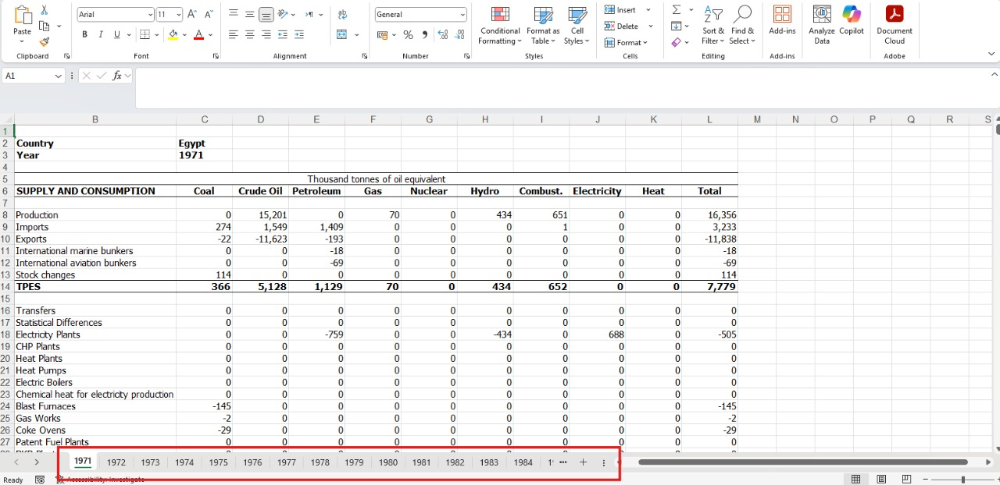 Arial 11 A^ A˅ ab General Insert Σ
Paste B I U A % 9 Conditional Format as Cell Delete Sort & Find & Add-ins Analyze Copilot Document
Formatting Table Styles Format Filter Select Data Cloud
Clipboard Font Alignment Number Styles Cells Editing Add-ins Adobe
A1 fx
B C D E F G H I J K L M N O P Q R S
1
2 Country Egypt
3 Year 1971
4
5 Thousand tonnes of oil equivalent
6 SUPPLY AND CONSUMPTION Coal Crude Oil Petroleum Gas Nuclear Hydro Combust. Electricity Heat Total
7
8 Production 0 15,201 0 70 0 434 651 0 0 16,356
9 Imports 274 1,549 1,409 0 0 0 1 0 0 3,233
10 Exports -22 -11,623 -193 0 0 0 0 0 0 -11,838
11 International marine bunkers 0 0 -18 0 0 0 0 0 0 -18
12 International aviation bunkers 0 0 -69 0 0 0 0 0 0 -69
13 Stock changes 114 0 0 0 0 0 0 0 0 114
14 TPES 366 5,128 1,129 70 0 434 652 0 0 7,779
15
16 Transfers 0 0 0 0 0 0 0 0 0 0
17 Statistical Differences 0 0 0 0 0 0 0 0 0 0
18 Electricity Plants 0 0 -759 0 0 -434 0 688 0 -505
19 CHP Plants 0 0 0 0 0 0 0 0 0 0
20 Heat Plants 0 0 0 0 0 0 0 0 0 0
21 Heat Pumps 0 0 0 0 0 0 0 0 0 0
22 Electric Boilers 0 0 0 0 0 0 0 0 0 0
23 Chemical heat for electricity production 0 0 0 0 0 0 0 0 0 0
24 Blast Furnaces -145 0 0 0 0 0 0 0 0 -145
25 Gas Works -2 0 0 0 0 0 0 0 0 -2
26 Coke Ovens -29 0 0 0 0 0 0 0 0 -29
27 Patent Fuel Plants 0 0 0 0 0 0 0 0 0 0
1971 1972 1973 1974 1975 1976 1977 1978 1979 1980 1981 1982 1983 1984 ··· +
Ready Accessibility: Investigate